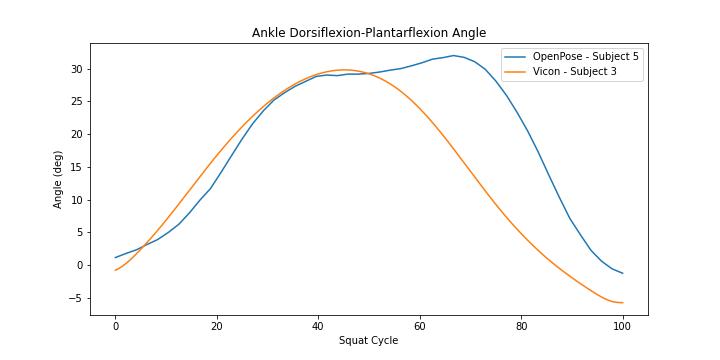 Ankle Dorsiflexion-Plantarflexion Angle
OpenPose - Subject 5
Vicon - Subject 3
Angle (deg)
30
25
20
15
10
5
0
−5
0 20 40 60 80 100
Squat Cycle